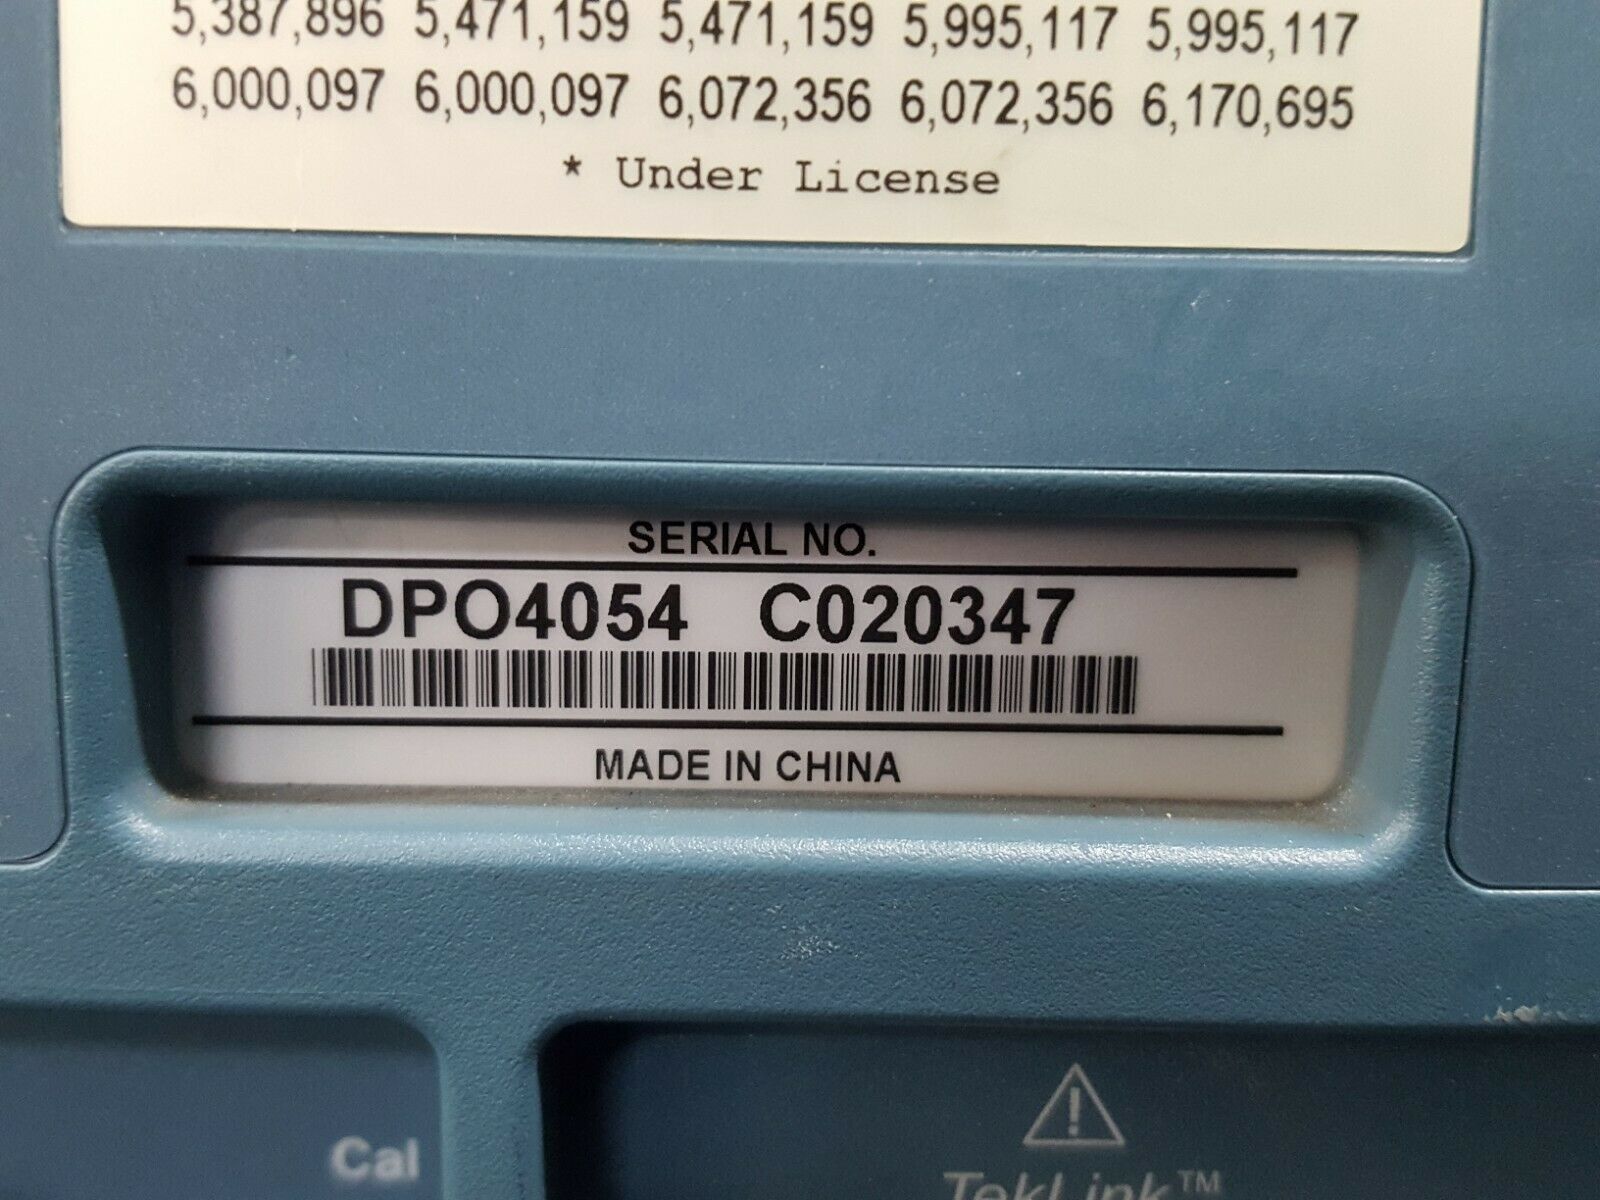 5,387,896 5,471,159 5,471,159 5,995,117 5,995,117
6,000,097 6,000,097 6,072,356 6,072,356 6,170,695
* Under License
SERIAL NO.
DPO4054 C020347
MADE IN CHINA
Cal
TekLink™